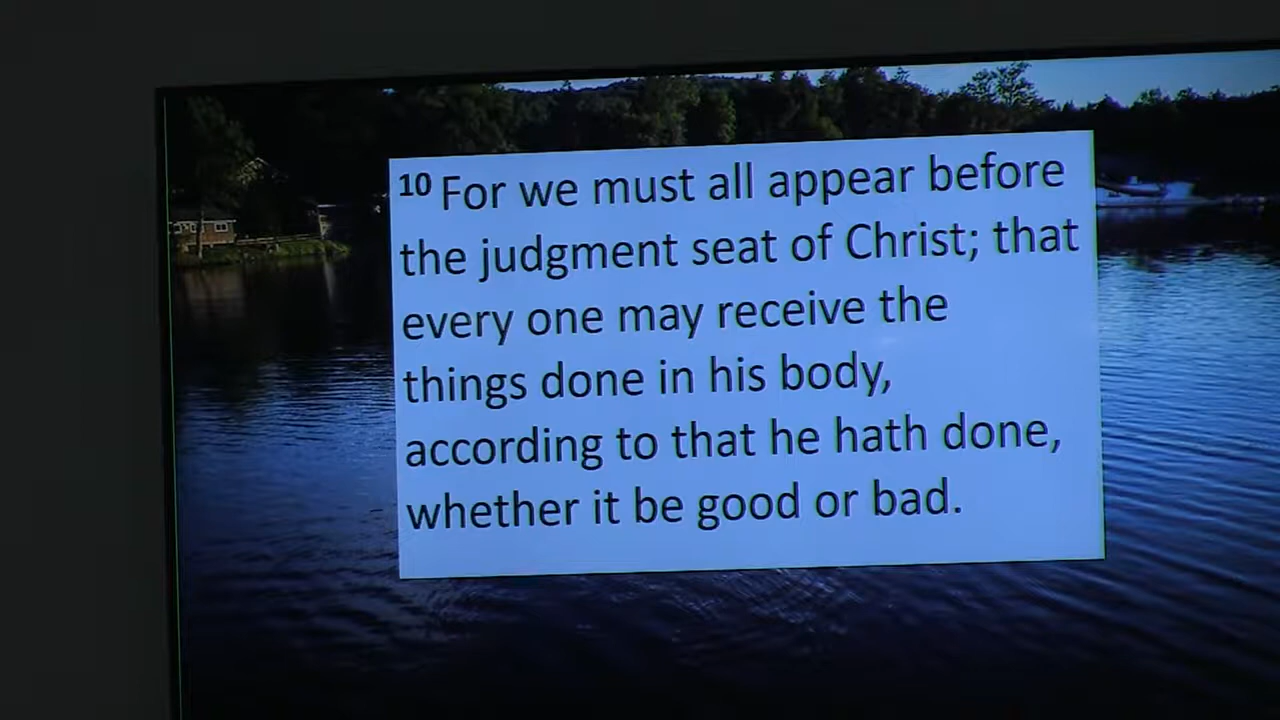 10 For we must all appear before
the judgment seat of Christ; that
every one may receive the
things done in his body,
according to that he hath done,
whether it be good or bad.